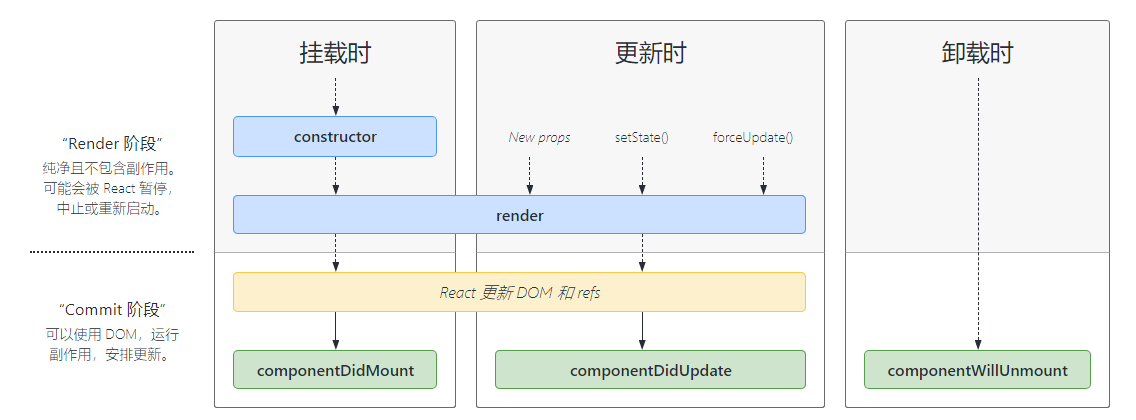 挂载时
更新时
卸载时
constructor
“Render 阶段”
纯净且不包含副作用。
可能会被 React 暂停，
中止或重新启动。
New props
setState()
forceUpdate()
render
React 更新 DOM 和 refs
“Commit 阶段”
可以使用 DOM，运行
副作用，安排更新。
componentDidMount
componentDidUpdate
componentWillUnmount